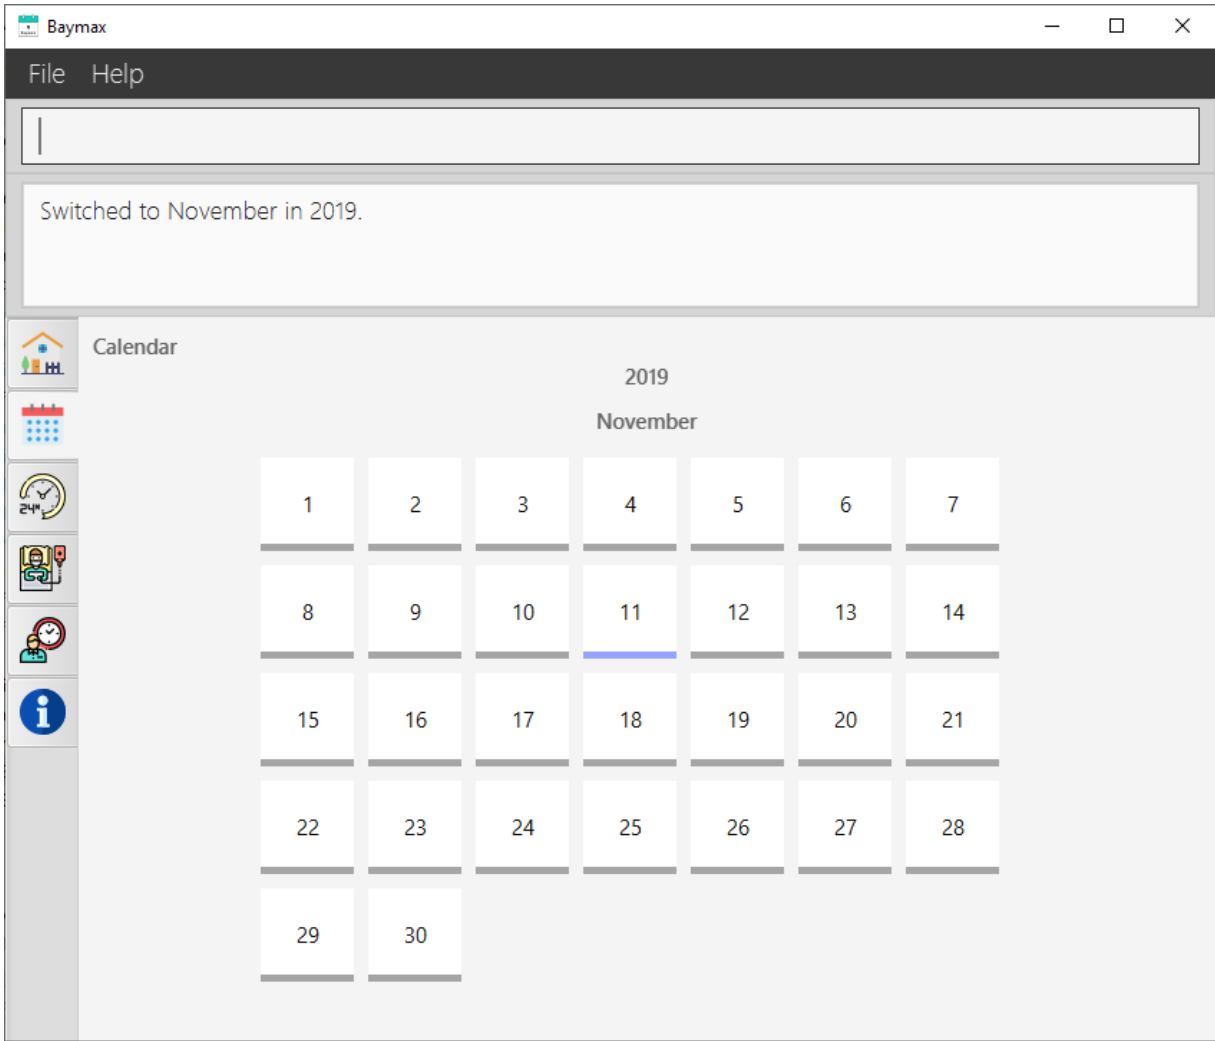 Baymax
File Help
Switched to November in 2019.
Calendar
2019
November
1 2 3 4 5 6 7
8 9 10 11 12 13 14
15 16 17 18 19 20 21
22 23 24 25 26 27 28
29 30